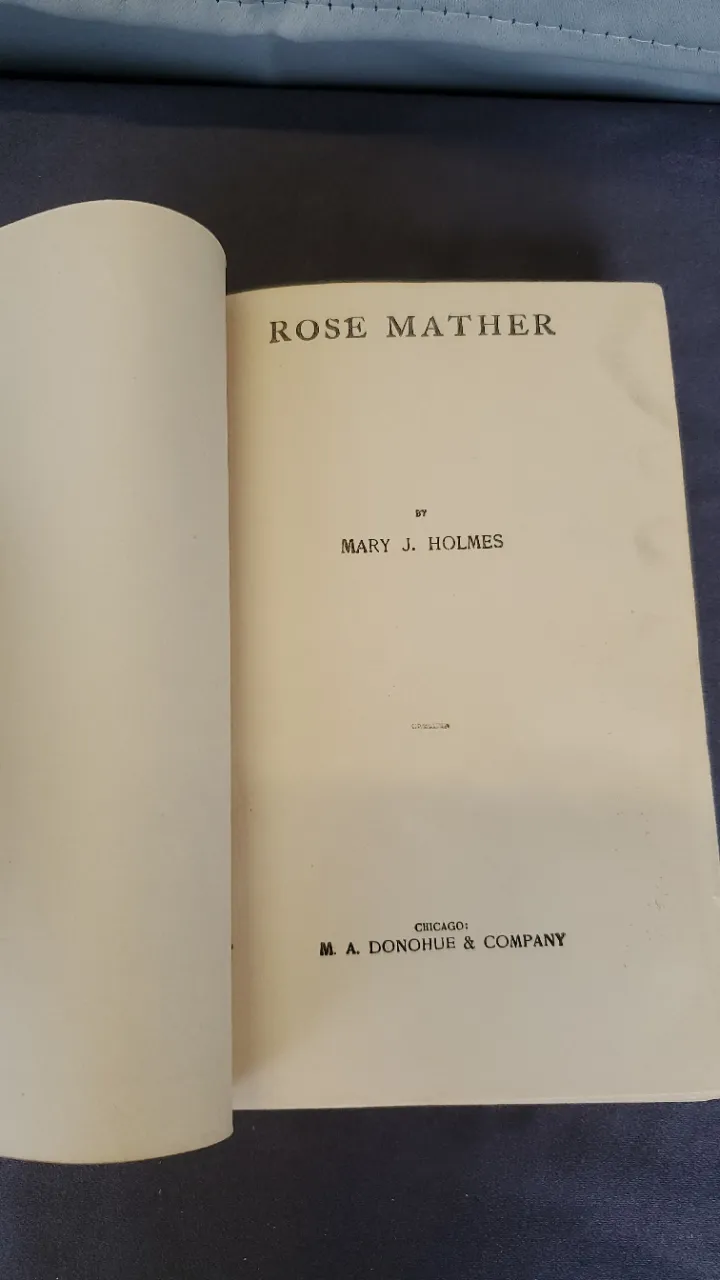 ROSE MATHER
BY
MARY J. HOLMES
CHICAGO:
M. A. DONOHUE & COMPANY